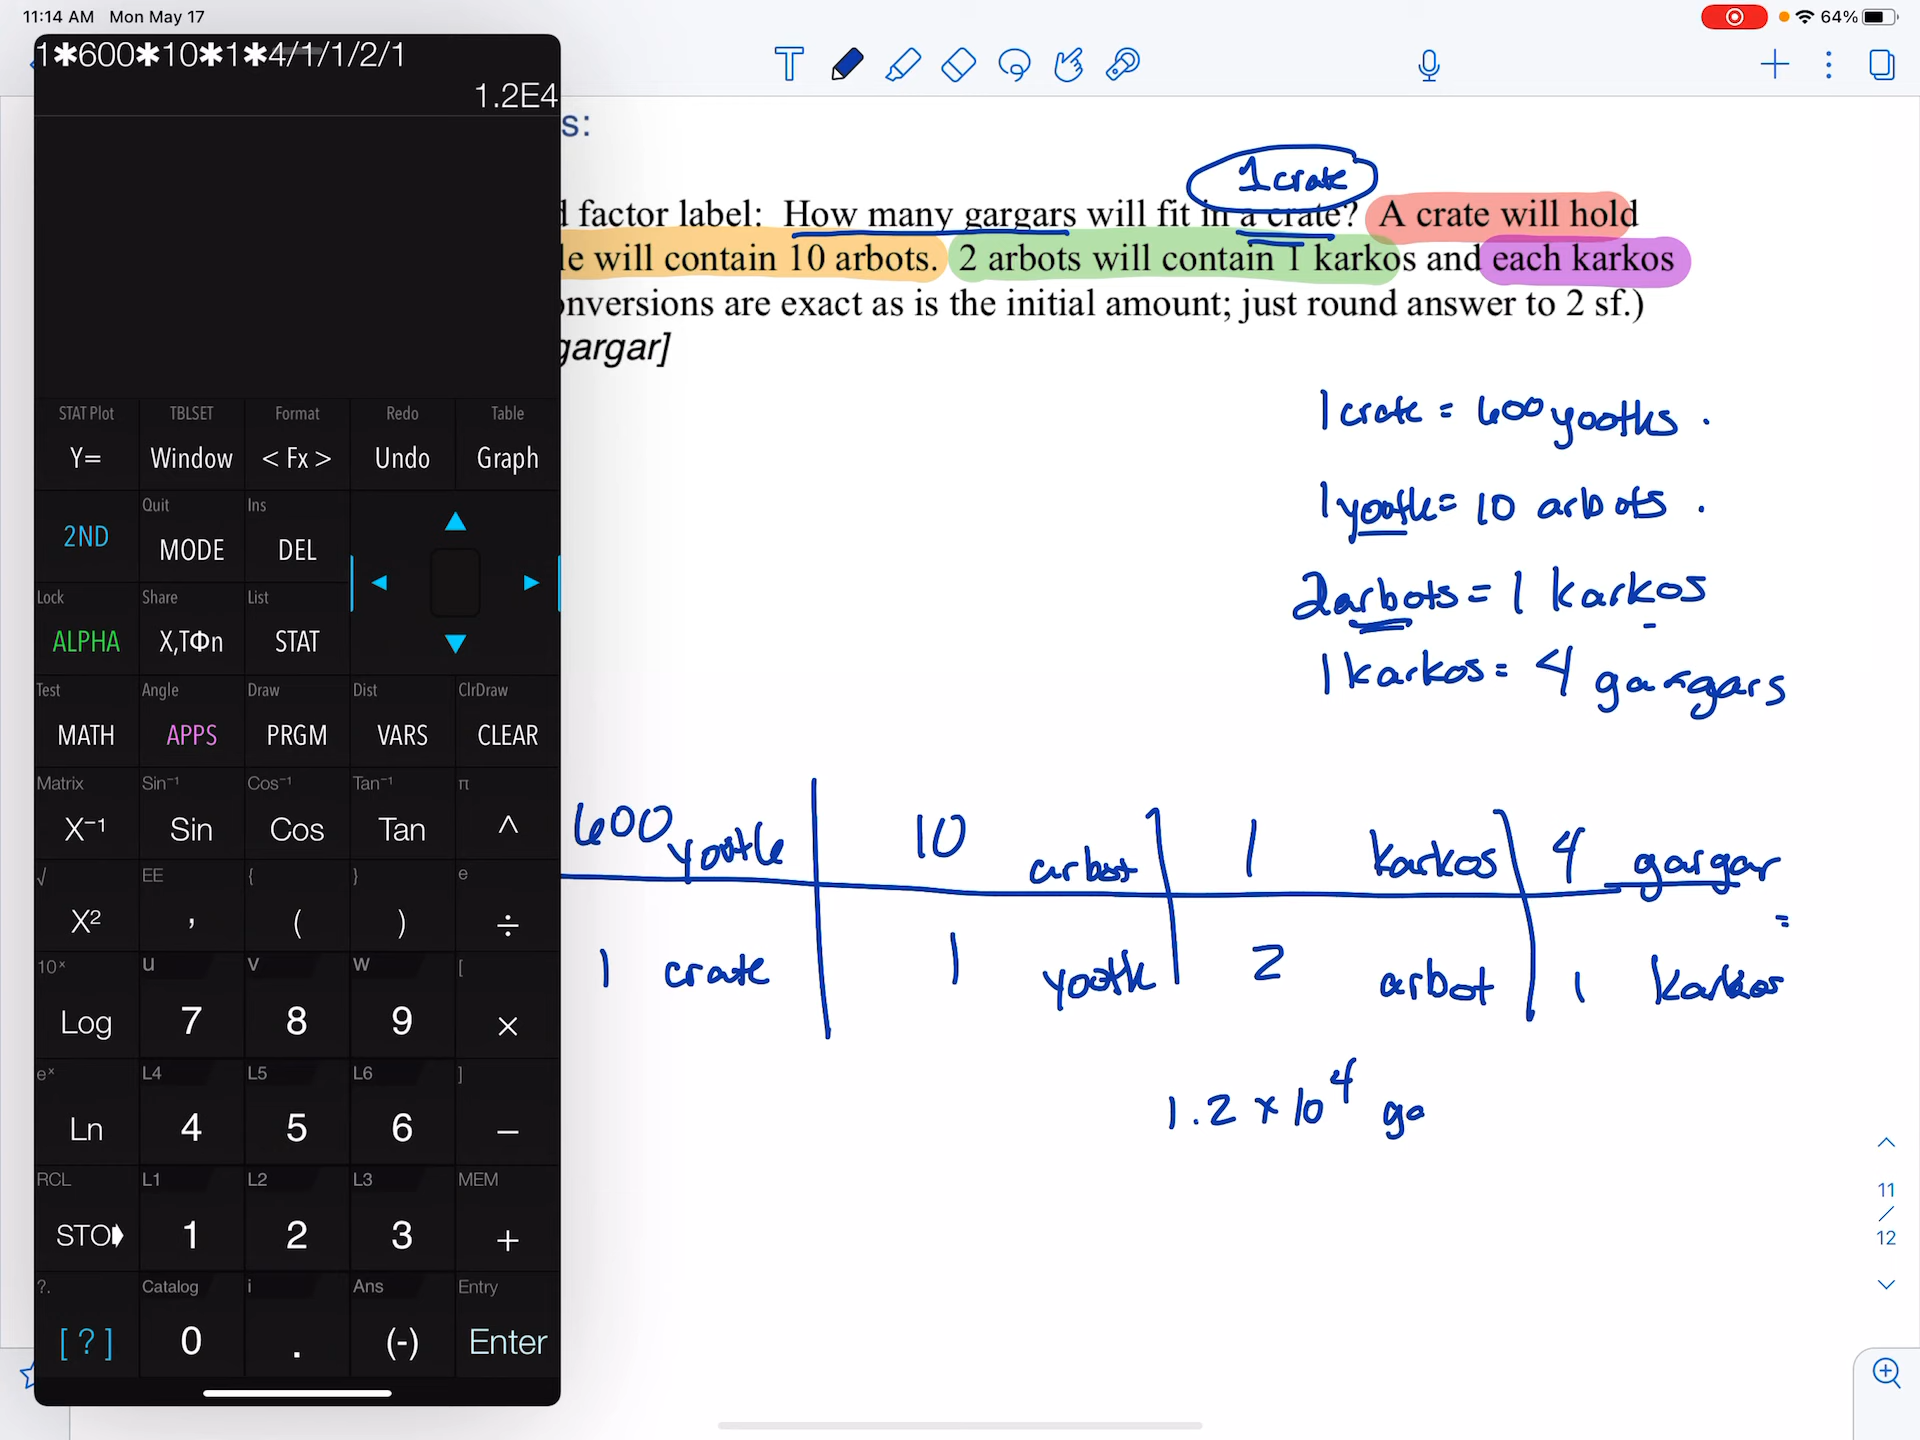 11:14 AM Mon May 17
64%
1*600*10*1*4/1/1/2/1
1.2E4
s:
1 crate
d factor label: How many gargars will fit in a crate? A crate will hold
le will contain 10 arbots. 2 arbots will contain 1 karkos and each karkos
onversions are exact as is the initial amount; just round answer to 2 sf.)
gargar]
1 crate = 600 yooths .
1 yootle = 10 arbots .
2 arbots = 1 karkos
1 karkos = 4 gargars
600 yootle 10 arbot 1 karkos 4 gargar
=
1 crate 1 yootle 2 arbot 1 karkos
1.2 x 10^4 ga
STAT Plot TBLSET Format Redo Table
Y= Window < Fx > Undo Graph
Quit Ins
2ND MODE DEL
Lock Share List
ALPHA X,TΦn STAT
Test Angle Draw Dist ClrDraw
MATH APPS PRGM VARS CLEAR
Matrix Sin⁻¹ Cos⁻¹ Tan⁻¹ π
X⁻¹ Sin Cos Tan ^
√ EE { } e
X² , ( ) ÷
10ˣ u v w [
Log 7 8 9 ×
eˣ L4 L5 L6 ]
Ln 4 5 6 −
RCL L1 L2 L3 MEM
STO 1 2 3 +
?. Catalog i Ans Entry
[ ? ] 0 . (-) Enter
11
/
12